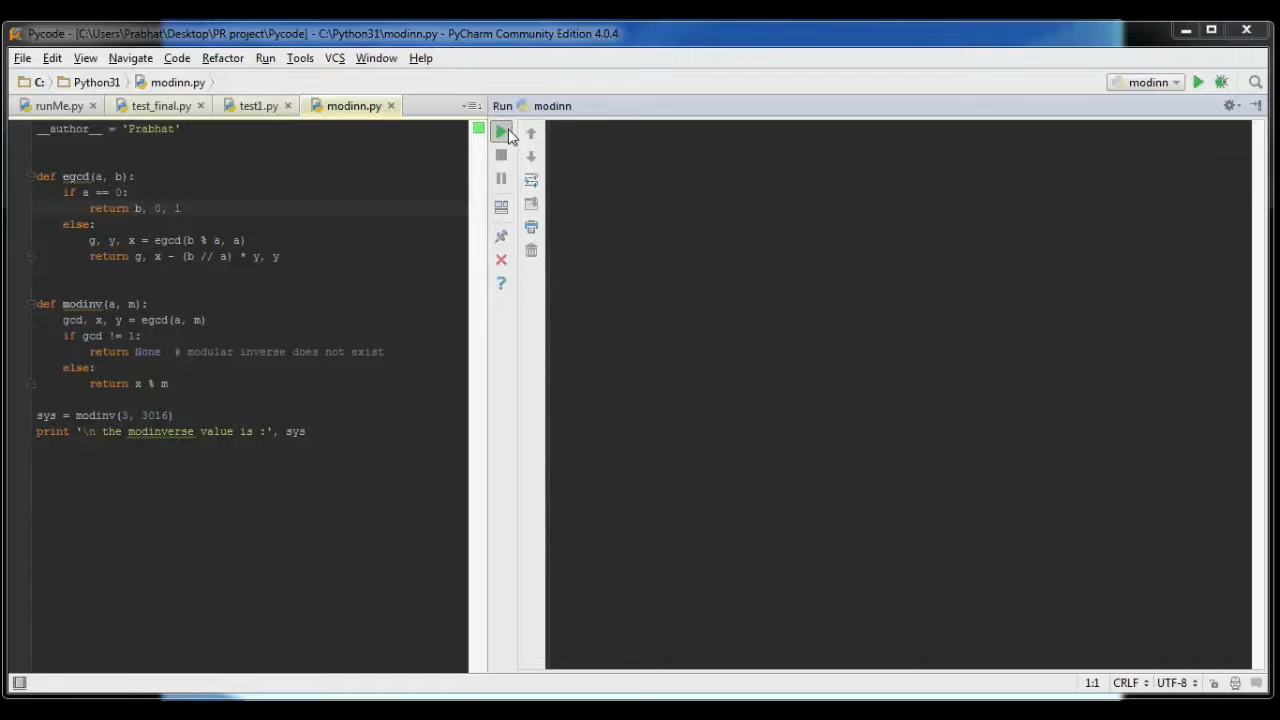 Pycode - [C:\Users\Prabhat\Desktop\PR project\Pycode] - C:\Python31\modinn.py - PyCharm Community Edition 4.0.4
File Edit View Navigate Code Refactor Run Tools VCS Window Help
C: Python31 modinn.py modinn
runMe.py test_final.py test1.py modinn.py Run modinn
__author__ = 'Prabhat'
def egcd(a, b):
if a == 0:
return b, 0, 1
else:
g, y, x = egcd(b % a, a)
return g, x - (b // a) * y, y
def modinv(a, m):
gcd, x, y = egcd(a, m)
if gcd != 1:
return None # modular inverse does not exist
else:
return x % m
sys = modinv(3, 3016)
print '\n the modinverse value is :', sys
1:1 CRLF UTF-8